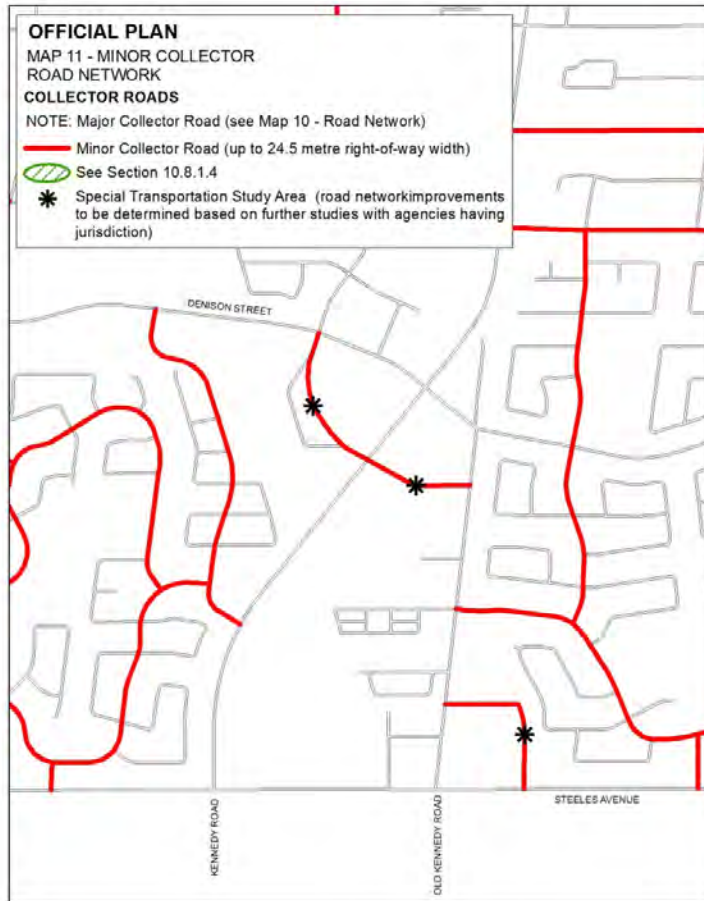 OFFICIAL PLAN
MAP 11 - MINOR COLLECTOR
ROAD NETWORK
COLLECTOR ROADS
NOTE: Major Collector Road (see Map 10 - Road Network)
Minor Collector Road (up to 24.5 metre right-of-way width)
See Section 10.8.1.4
Special Transportation Study Area (road networkimprovements
to be determined based on further studies with agencies having
jurisdiction)
DENISON STREET
STEELES AVENUE
KENNEDY ROAD
OLD KENNEDY ROAD